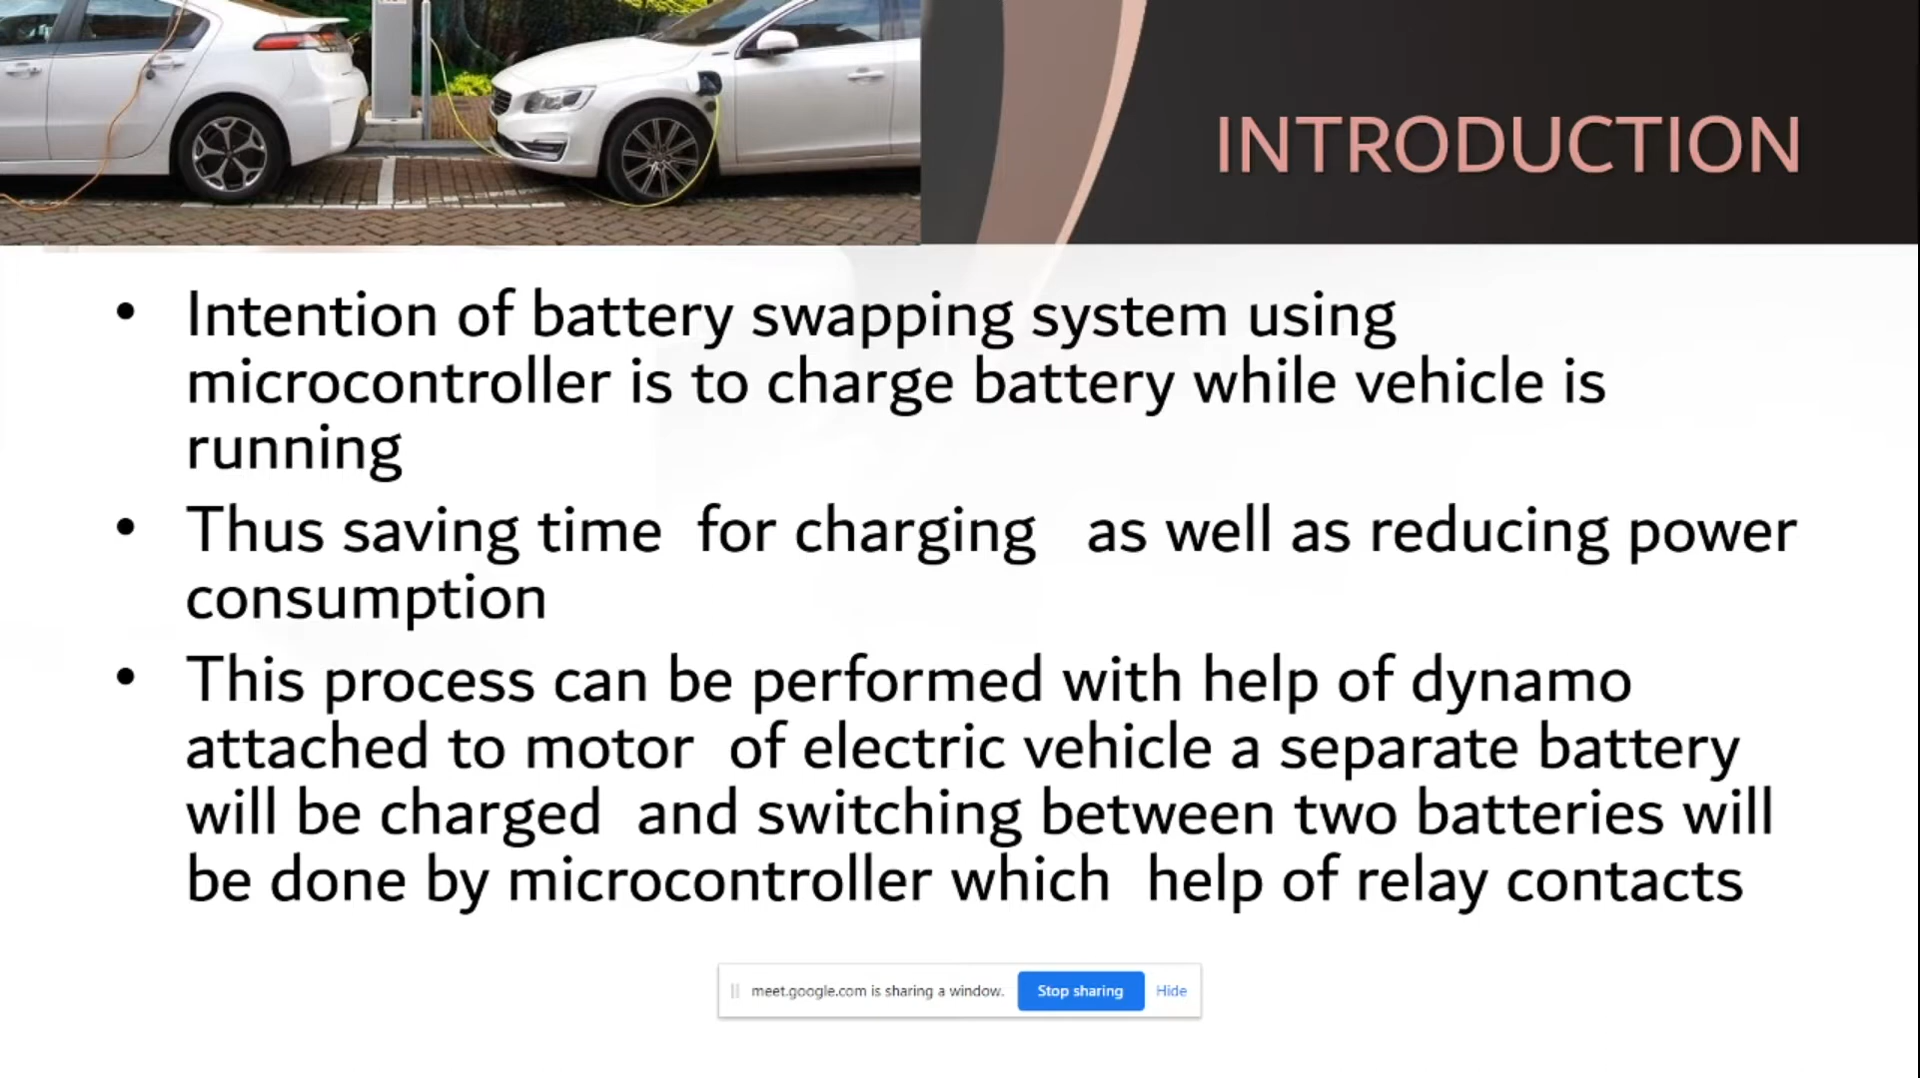 INTRODUCTION
• Intention of battery swapping system using
microcontroller is to charge battery while vehicle is
running
• Thus saving time for charging as well as reducing power
consumption
• This process can be performed with help of dynamo
attached to motor of electric vehicle a separate battery
will be charged and switching between two batteries will
be done by microcontroller which help of relay contacts
meet.google.com is sharing a window. Stop sharing Hide